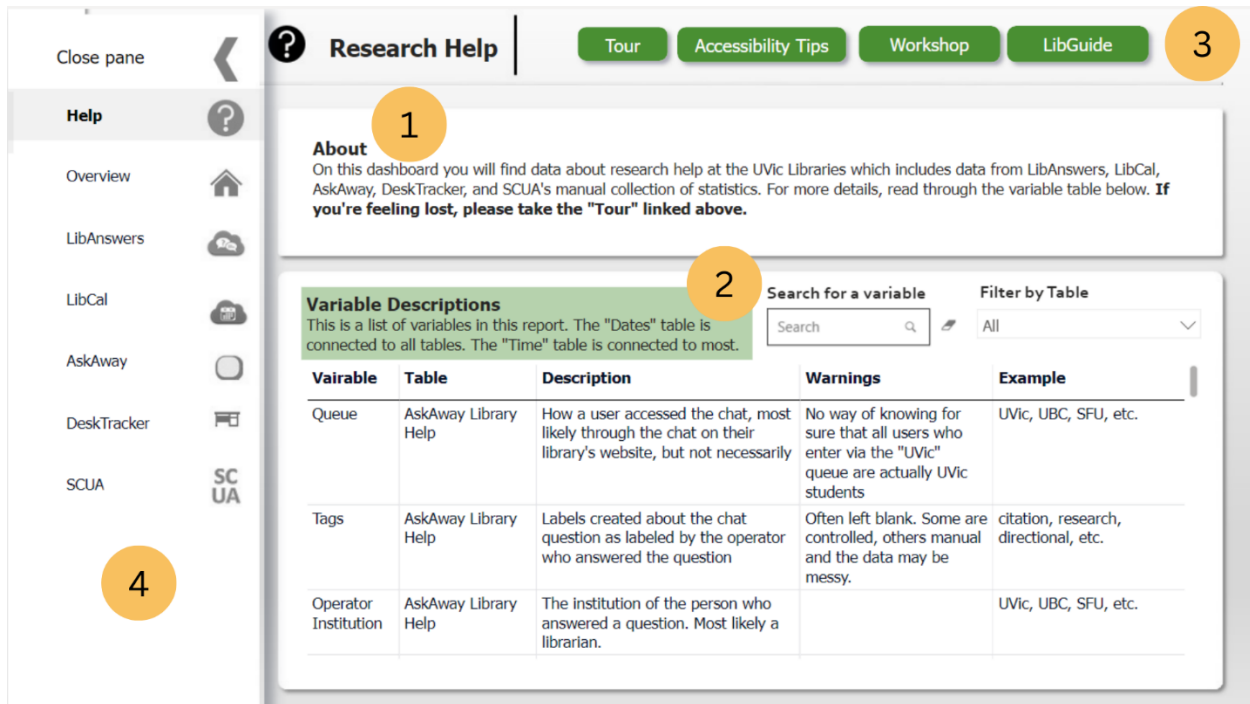 Close pane
Help
Overview
LibAnswers
LibCal
AskAway
DeskTracker
SCUA
SC
UA
4
? Research Help
Tour
Accessibility Tips
Workshop
LibGuide
3
1
About
On this dashboard you will find data about research help at the UVic Libraries which includes data from LibAnswers, LibCal,
AskAway, DeskTracker, and SCUA's manual collection of statistics. For more details, read through the variable table below. If
you're feeling lost, please take the "Tour" linked above.
2
Variable Descriptions
This is a list of variables in this report. The "Dates" table is
connected to all tables. The "Time" table is connected to most.
Search for a variable
Search
Filter by Table
All
Vairable Table Description Warnings Example
Queue
AskAway Library
Help
How a user accessed the chat, most
likely through the chat on their
library's website, but not necessarily
No way of knowing for
sure that all users who
enter via the "UVic"
queue are actually UVic
students
UVic, UBC, SFU, etc.
Tags
AskAway Library
Help
Labels created about the chat
question as labeled by the operator
who answered the question
Often left blank. Some are
controlled, others manual
and the data may be
messy.
citation, research,
directional, etc.
Operator
Institution
AskAway Library
Help
The institution of the person who
answered a question. Most likely a
librarian.
UVic, UBC, SFU, etc.